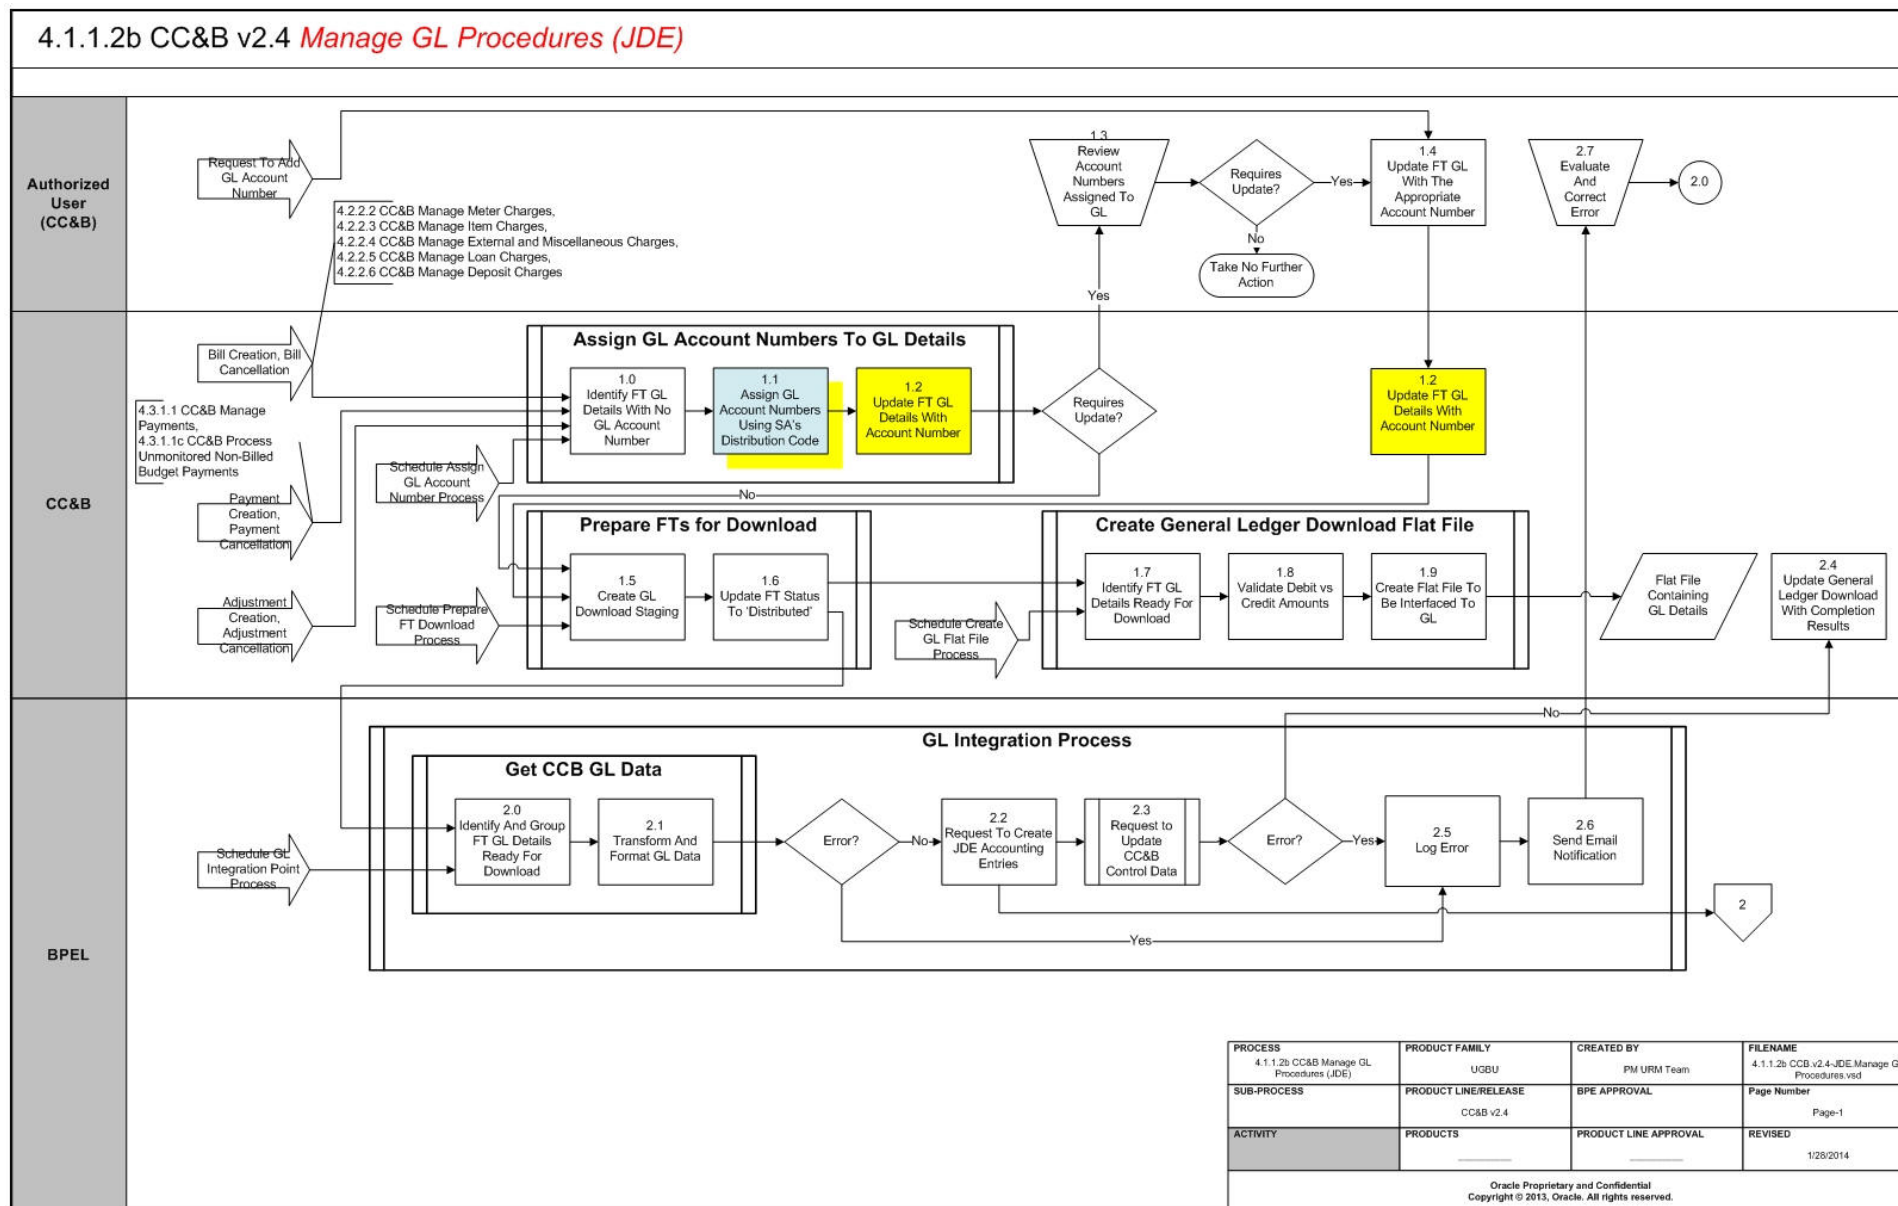 4.1.1.2b CC&B v2.4 Manage GL Procedures (JDE)
Authorized
User
(CC&B)
Request To Add
GL Account
Number
4.2.2.2 CC&B Manage Meter Charges,
4.2.2.3 CC&B Manage Item Charges,
4.2.2.4 CC&B Manage External and Miscellaneous Charges,
4.2.2.5 CC&B Manage Loan Charges,
4.2.2.6 CC&B Manage Deposit Charges
1.3
Review
Account
Numbers
Assigned To
GL
Requires
Update?
Yes
No
Take No Further
Action
1.4
Update FT GL
With The
Appropriate
Account Number
2.7
Evaluate
And
Correct
Error
2.0
Yes
CC&B
Bill Creation, Bill
Cancellation
4.3.1.1 CC&B Manage
Payments,
4.3.1.1c CC&B Process
Unmonitored Non-Billed
Budget Payments
Payment
Creation,
Payment
Cancellation
Adjustment
Creation,
Adjustment
Cancellation
Schedule Assign
GL Account
Number Process
Assign GL Account Numbers To GL Details
1.0
Identify FT GL
Details With No
GL Account
Number
1.1
Assign GL
Account Numbers
Using SA's
Distribution Code
1.2
Update FT GL
Details With
Account Number
Requires
Update?
No
1.2
Update FT GL
Details With
Account Number
Schedule Prepare
FT Download
Process
Prepare FTs for Download
1.5
Create GL
Download Staging
1.6
Update FT Status
To 'Distributed'
Schedule Create
GL Flat File
Process
Create General Ledger Download Flat File
1.7
Identify FT GL
Details Ready For
Download
1.8
Validate Debit vs
Credit Amounts
1.9
Create Flat File To
Be Interfaced To
GL
Flat File
Containing
GL Details
2.4
Update General
Ledger Download
With Completion
Results
BPEL
Schedule GL
Integration Point
Process
GL Integration Process
Get CCB GL Data
2.0
Identify And Group
FT GL Details
Ready For
Download
2.1
Transform And
Format GL Data
Error?
No
Yes
2.2
Request To Create
JDE Accounting
Entries
2.3
Request to
Update
CC&B
Control Data
Error?
No
Yes
2.5
Log Error
2.6
Send Email
Notification
2
PROCESS
4.1.1.2b CC&B Manage GL
Procedures (JDE)
PRODUCT FAMILY
UGBU
CREATED BY
PM URM Team
FILENAME
4.1.1.2b CCB.v2.4-JDE.Manage G
Procedures.vsd
SUB-PROCESS
PRODUCT LINE/RELEASE
CC&B v2.4
BPE APPROVAL
Page Number
Page-1
ACTIVITY
PRODUCTS
PRODUCT LINE APPROVAL
REVISED
1/28/2014
Oracle Proprietary and Confidential
Copyright © 2013, Oracle. All rights reserved.